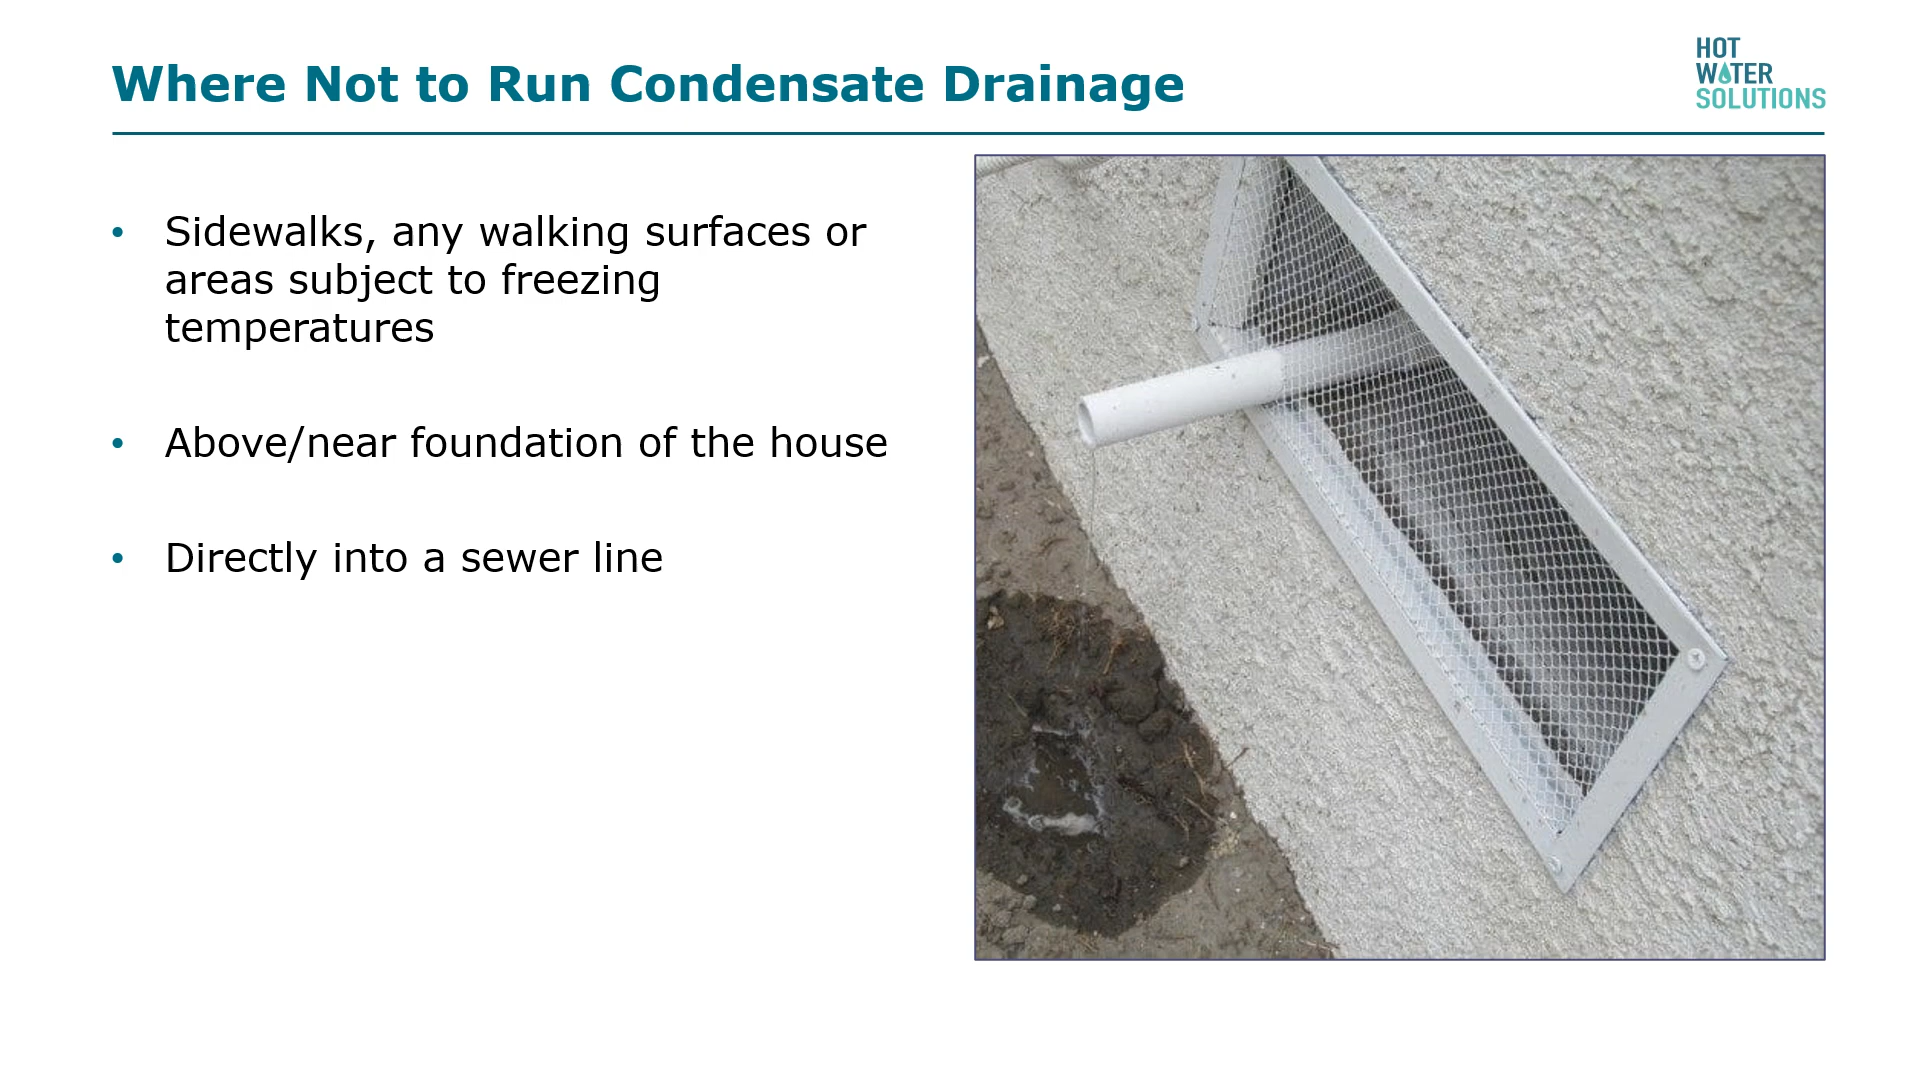 Where Not to Run Condensate Drainage
HOT
WATER
SOLUTIONS
• Sidewalks, any walking surfaces or
areas subject to freezing
temperatures
• Above/near foundation of the house
• Directly into a sewer line